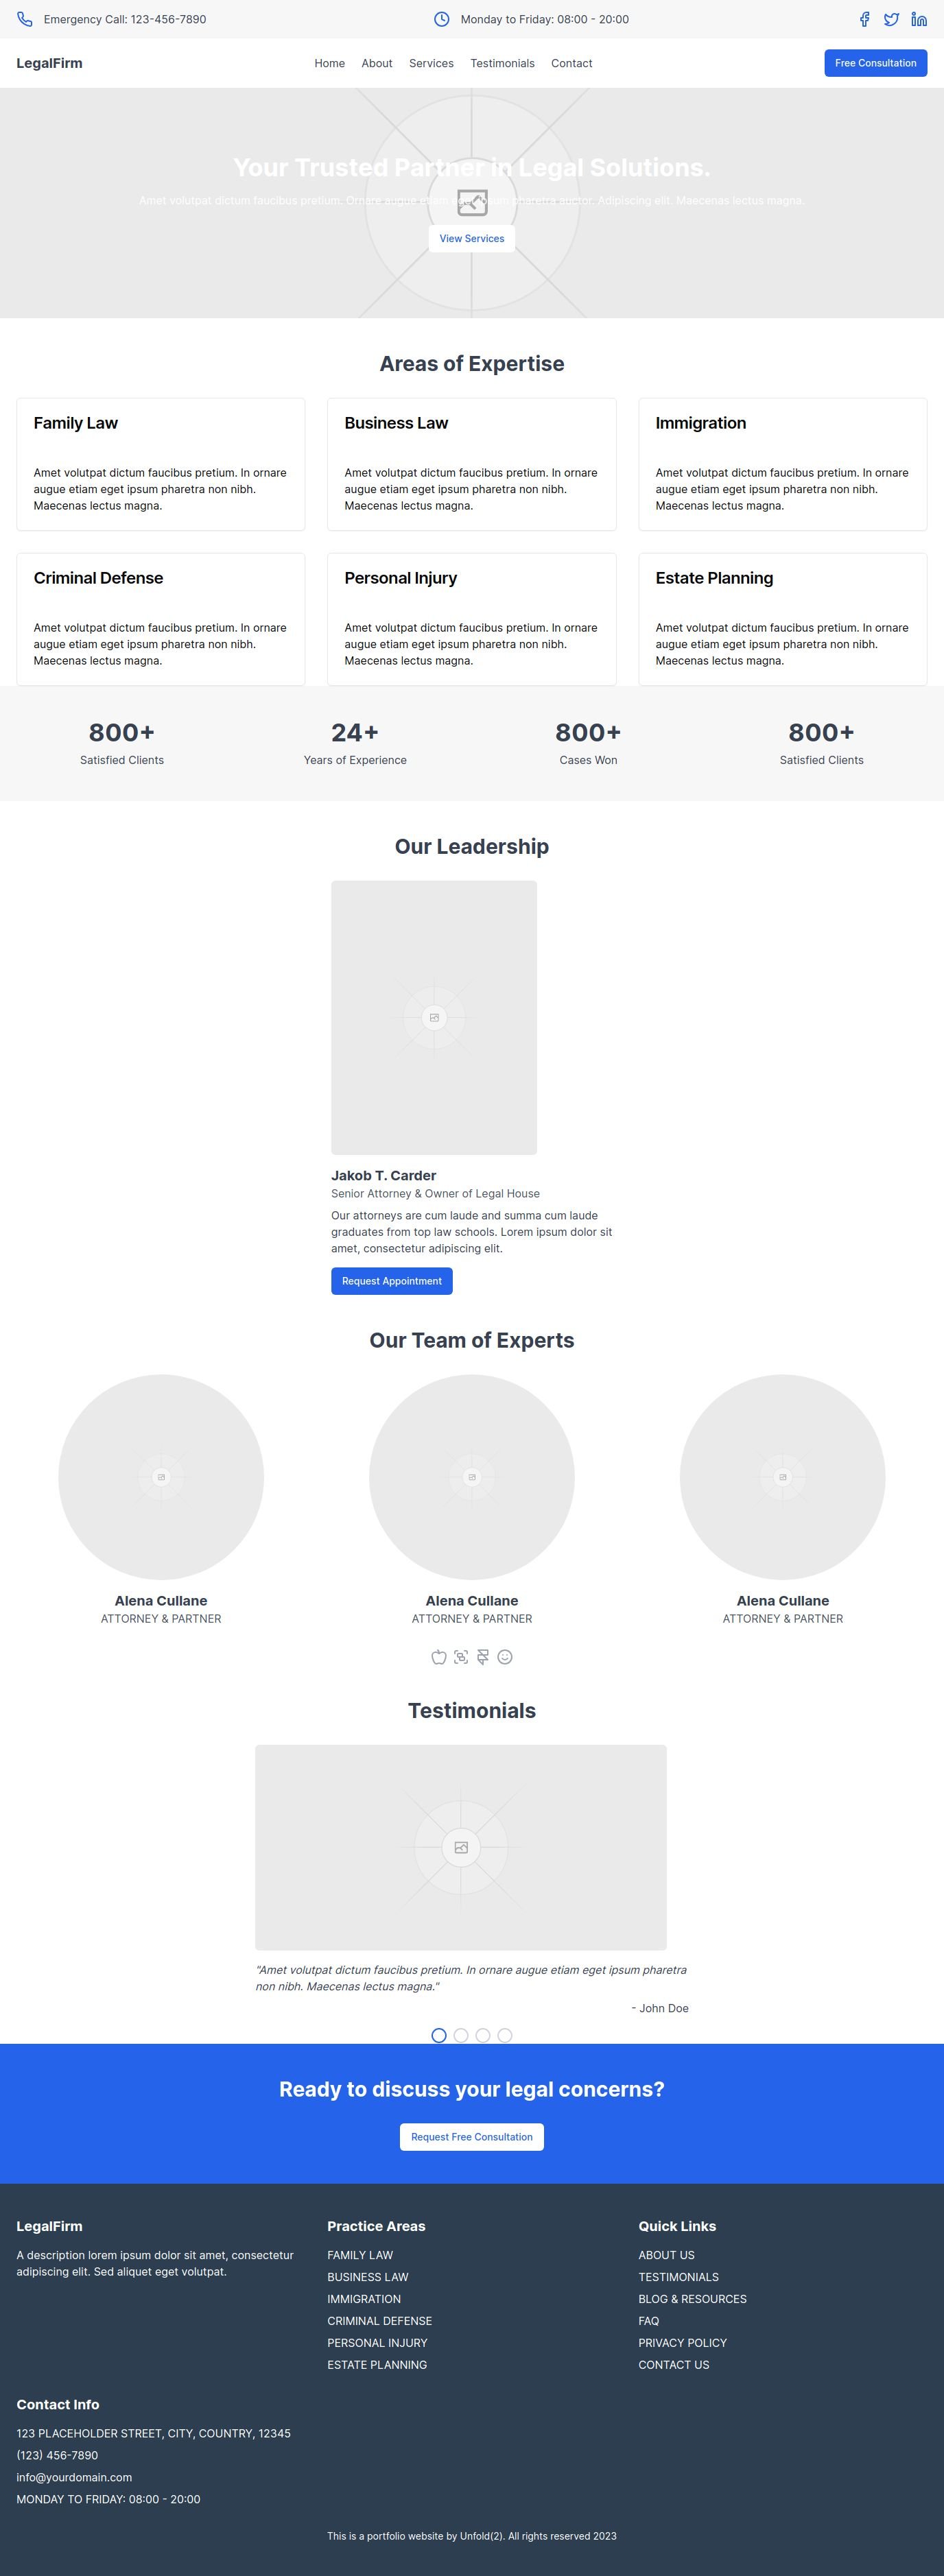 Emergency Call: 123-456-7890
Monday to Friday: 08:00 - 20:00
LegalFirm
Home
About
Services
Testimonials
Contact
Free Consultation
Your Trusted Partner in Legal Solutions.
Amet volutpat dictum faucibus pretium. Ornare augue etiam eget ipsum pharetra auctor. Adipiscing elit. Maecenas lectus magna.
View Services
Areas of Expertise
Family Law
Amet volutpat dictum faucibus pretium. In ornare
augue etiam eget ipsum pharetra non nibh.
Maecenas lectus magna.
Business Law
Amet volutpat dictum faucibus pretium. In ornare
augue etiam eget ipsum pharetra non nibh.
Maecenas lectus magna.
Immigration
Amet volutpat dictum faucibus pretium. In ornare
augue etiam eget ipsum pharetra non nibh.
Maecenas lectus magna.
Criminal Defense
Amet volutpat dictum faucibus pretium. In ornare
augue etiam eget ipsum pharetra non nibh.
Maecenas lectus magna.
Personal Injury
Amet volutpat dictum faucibus pretium. In ornare
augue etiam eget ipsum pharetra non nibh.
Maecenas lectus magna.
Estate Planning
Amet volutpat dictum faucibus pretium. In ornare
augue etiam eget ipsum pharetra non nibh.
Maecenas lectus magna.
800+
Satisfied Clients
24+
Years of Experience
800+
Cases Won
800+
Satisfied Clients
Our Leadership
Jakob T. Carder
Senior Attorney & Owner of Legal House
Our attorneys are cum laude and summa cum laude
graduates from top law schools. Lorem ipsum dolor sit
amet, consectetur adipiscing elit.
Request Appointment
Our Team of Experts
Alena Cullane
ATTORNEY & PARTNER
Alena Cullane
ATTORNEY & PARTNER
Alena Cullane
ATTORNEY & PARTNER
Testimonials
"Amet volutpat dictum faucibus pretium. In ornare augue etiam eget ipsum pharetra
non nibh. Maecenas lectus magna."
- John Doe
Ready to discuss your legal concerns?
Request Free Consultation
LegalFirm
A description lorem ipsum dolor sit amet, consectetur
adipiscing elit. Sed aliquet eget volutpat.
Practice Areas
FAMILY LAW
BUSINESS LAW
IMMIGRATION
CRIMINAL DEFENSE
PERSONAL INJURY
ESTATE PLANNING
Quick Links
ABOUT US
TESTIMONIALS
BLOG & RESOURCES
FAQ
PRIVACY POLICY
CONTACT US
Contact Info
123 PLACEHOLDER STREET, CITY, COUNTRY, 12345
(123) 456-7890
info@yourdomain.com
MONDAY TO FRIDAY: 08:00 - 20:00
This is a portfolio website by Unfold(2). All rights reserved 2023